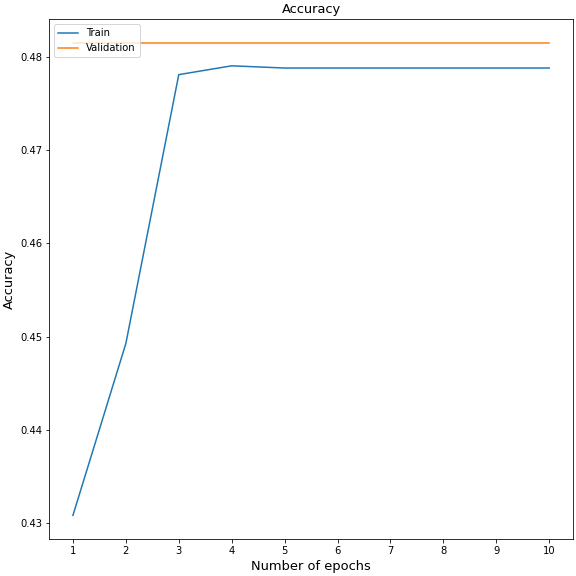 Accuracy
Train
Validation
0.48
0.47
0.46
0.45
0.44
0.43
Accuracy
1 2 3 4 5 6 7 8 9 10
Number of epochs